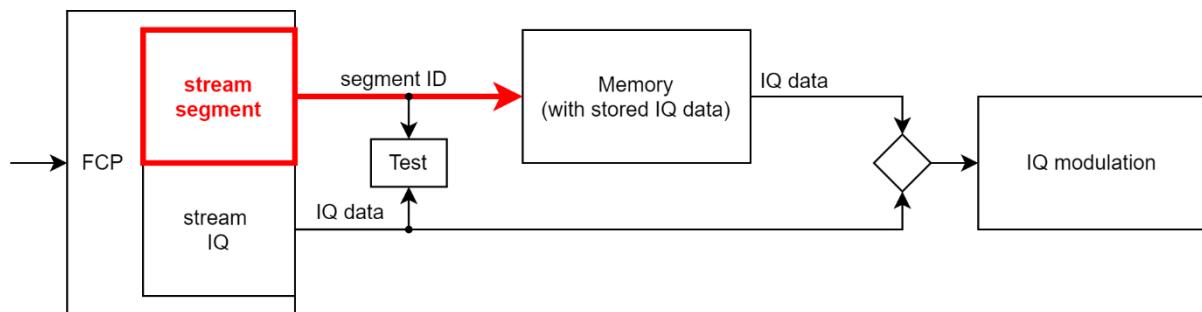 FCP
stream
segment
segment ID
Memory
(with stored IQ data)
IQ data
Test
IQ modulation
stream
IQ
IQ data